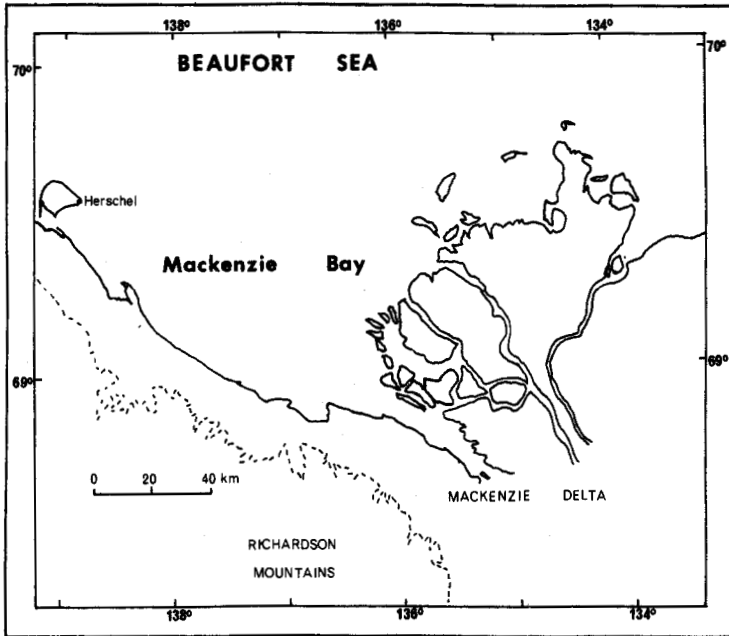 138° 136° 134°
70° 70°
BEAUFORT SEA
Herschel
Mackenzie Bay
69° 69°
0 20 40 km
MACKENZIE DELTA
RICHARDSON
MOUNTAINS
138° 136° 134°